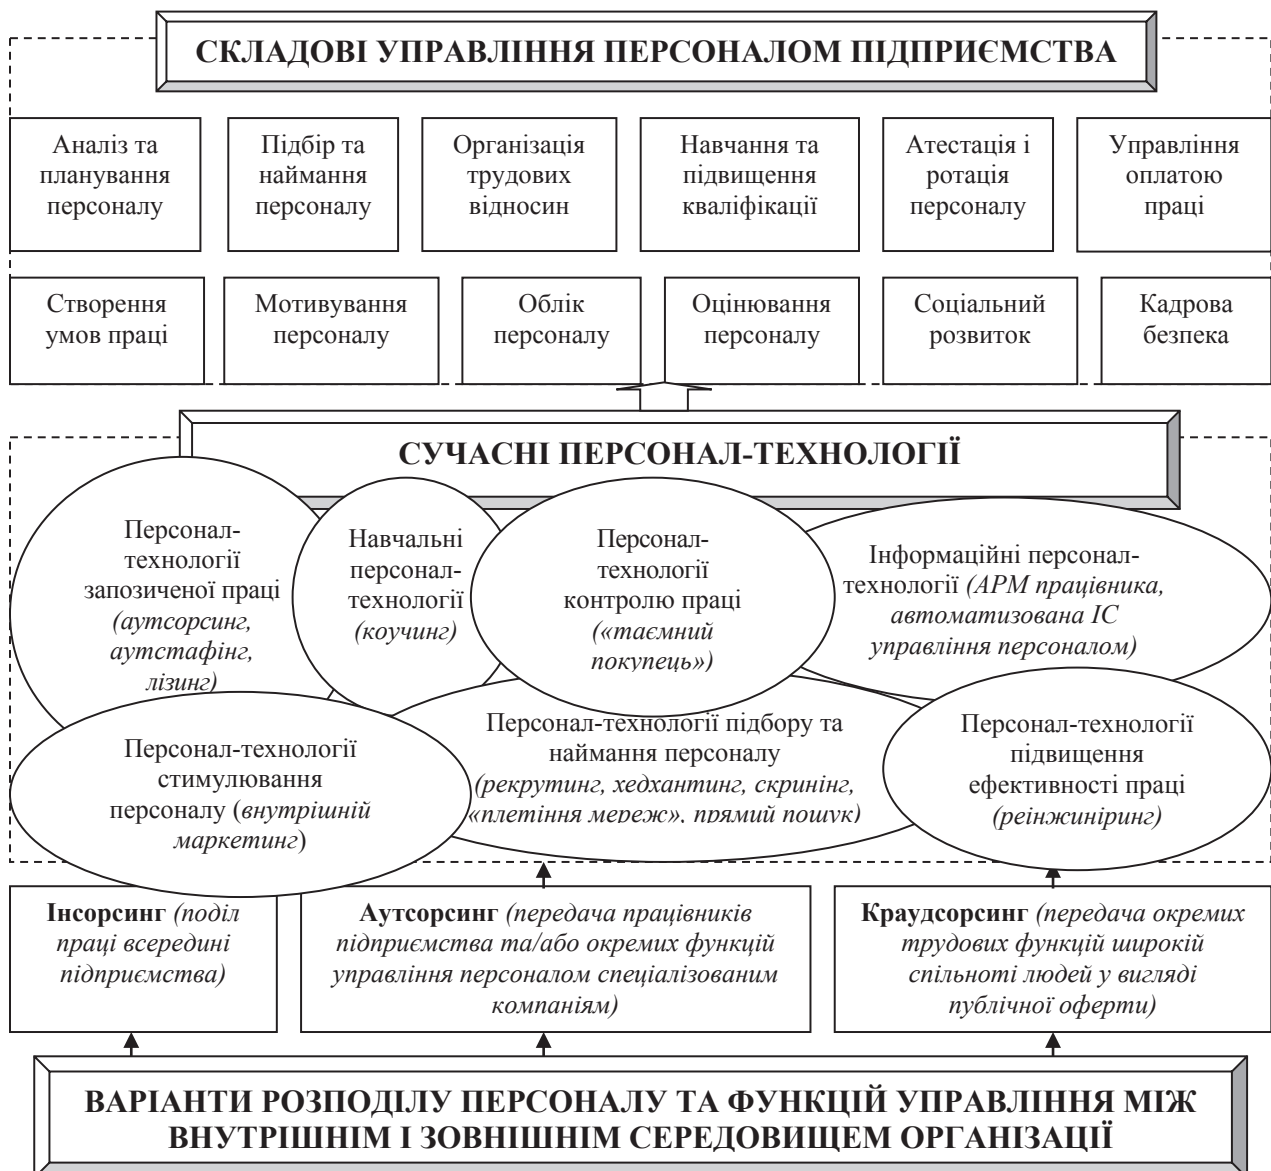 СКЛАДОВІ УПРАВЛІННЯ ПЕРСОНАЛОМ ПІДПРИЄМСТВА
Аналіз та
планування
персоналу
Підбір та
наймання
персоналу
Організація
трудових
відносин
Навчання та
підвищення
кваліфікації
Атестація і
ротація
персоналу
Управління
оплатою
праці
Створення
умов праці
Мотивування
персоналу
Облік
персоналу
Оцінювання
персоналу
Соціальний
розвиток
Кадрова
безпека
СУЧАСНІ ПЕРСОНАЛ-ТЕХНОЛОГІЇ
Персонал-
технології
запозиченої праці
(аутсорсинг,
аутстафінг,
лізинг)
Навчальні
персонал-
технології
(коучинг)
Персонал-
технології
контролю праці
(«таємний
покупець»)
Інформаційні персонал-
технології (АРМ працівника,
автоматизована ІС
управління персоналом)
Персонал-технології
стимулювання
персоналу (внутрішній
маркетинг)
Персонал-технології підбору та
наймання персоналу
(рекрутинг, хедхантинг, скринінг,
«плетіння мереж», прямий пошук)
Персонал-технології
підвищення
ефективності праці
(реінжиніринг)
Інсорсинг (поділ
праці всередині
підприємства)
Аутсорсинг (передача працівників
підприємства та/або окремих функцій
управління персоналом спеціалізованим
компаніям)
Краудсорсинг (передача окремих
трудових функцій широкій
спільноті людей у вигляді
публічної оферти)
ВАРІАНТИ РОЗПОДІЛУ ПЕРСОНАЛУ ТА ФУНКЦІЙ УПРАВЛІННЯ МІЖ
ВНУТРІШНІМ І ЗОВНІШНІМ СЕРЕДОВИЩЕМ ОРГАНІЗАЦІЇ